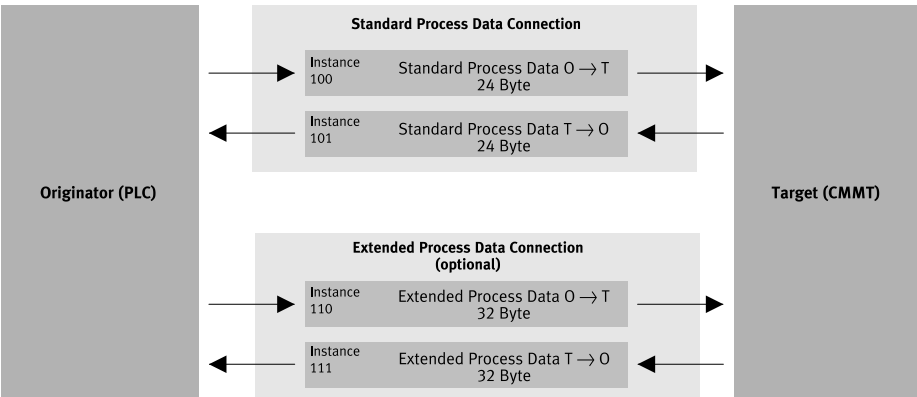 Standard Process Data Connection
Instance
100
Standard Process Data O → T
24 Byte
Instance
101
Standard Process Data T → O
24 Byte
Originator (PLC)
Target (CMMT)
Extended Process Data Connection
(optional)
Instance
110
Extended Process Data O → T
32 Byte
Instance
111
Extended Process Data T → O
32 Byte